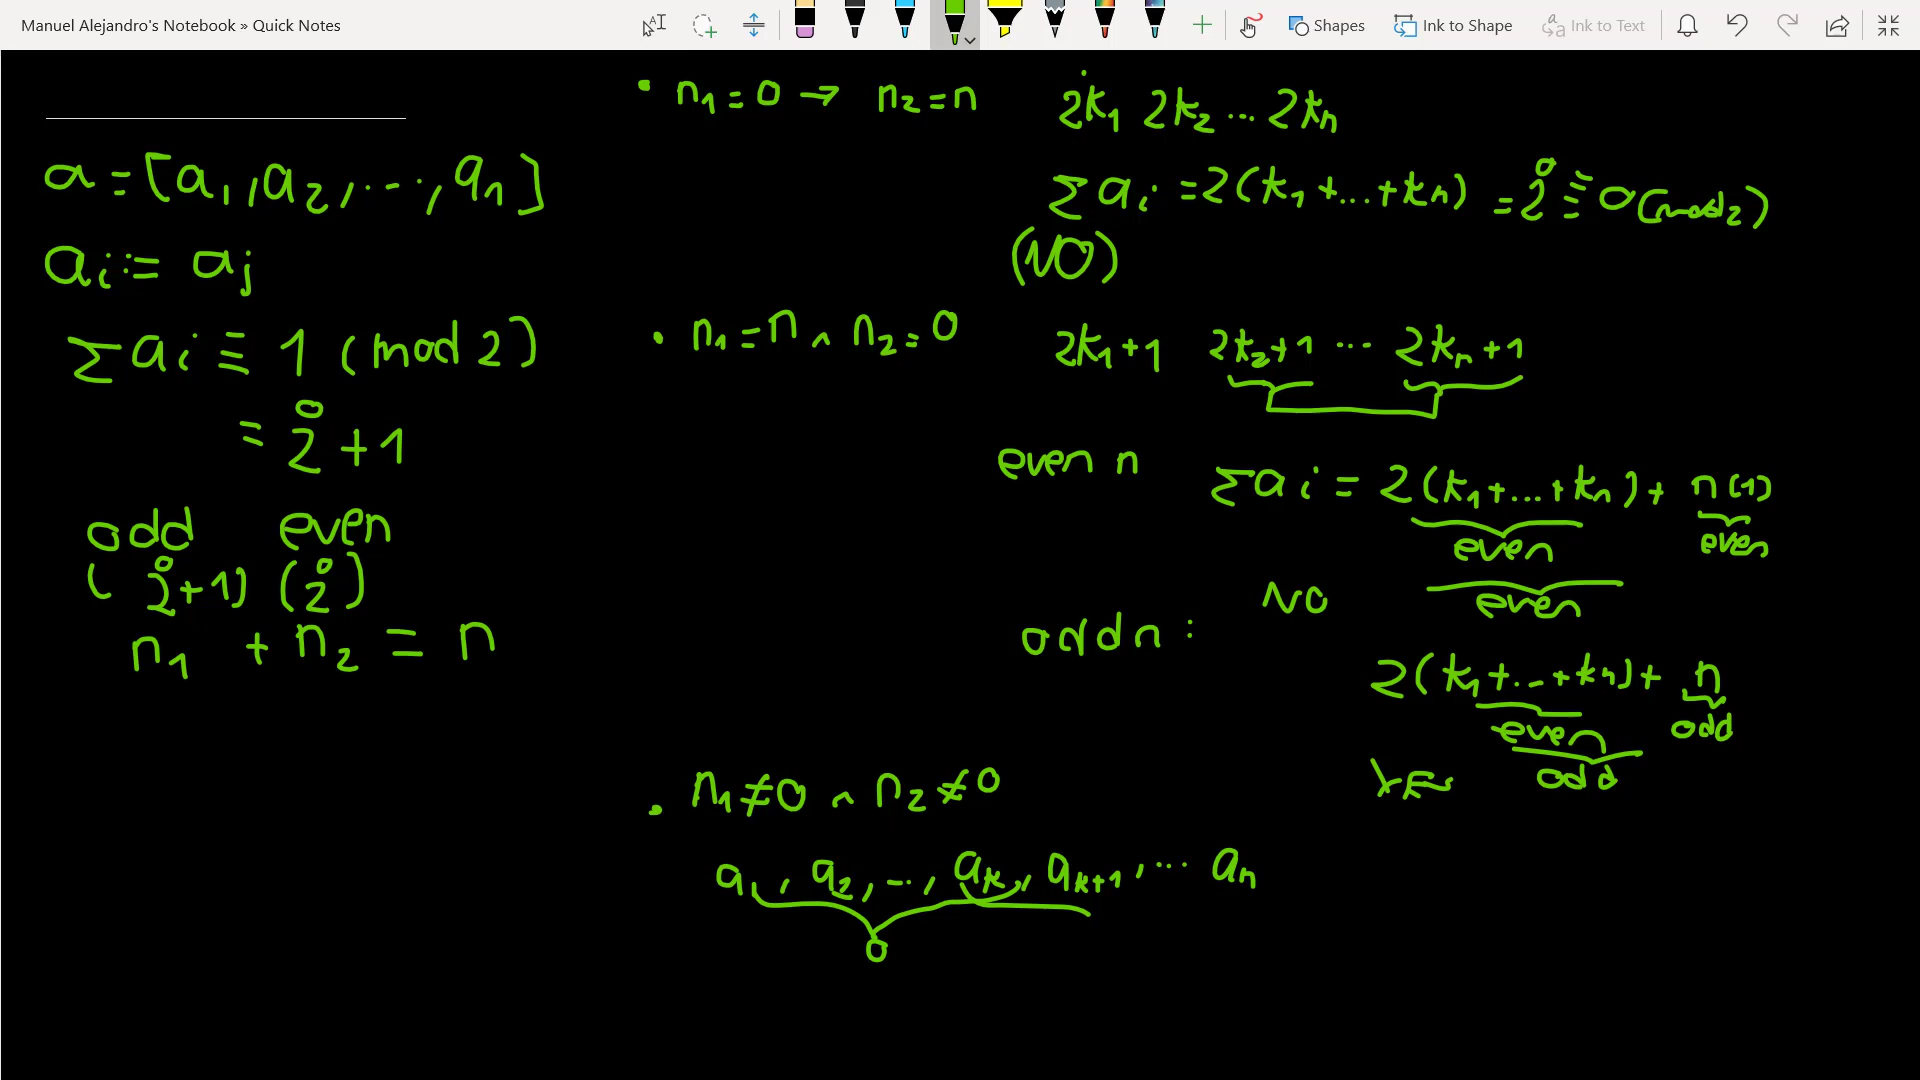 Manuel Alejandro's Notebook » Quick Notes
Shapes
Ink to Shape
Ink to Text
a = [a₁, a₂, ..., aₙ]
aᵢ := aⱼ
Σaᵢ ≡ 1 (mod 2)
= 2̊ + 1
odd even
(2̊+1) (2̊)
n₁ + n₂ = n
• n₁ = 0 → n₂ = n
2k₁ 2k₂ ... 2kₙ
Σaᵢ = 2(k₁+...+kₙ) = 2̊ ≡ 0 (mod 2)
(NO)
• n₁ = n ∧ n₂ = 0
2k₁+1 2k₂+1 ... 2kₙ+1
even n
Σaᵢ = 2(k₁+...+kₙ) + n(1)
even even
even
NO
odd n :
2(k₁+...+kₙ) + n
even odd
odd
YES
• n₁ ≠ 0 ∧ n₂ ≠ 0
a₁, a₂, ..., aₖ, aₖ₊₁, ... aₙ
0